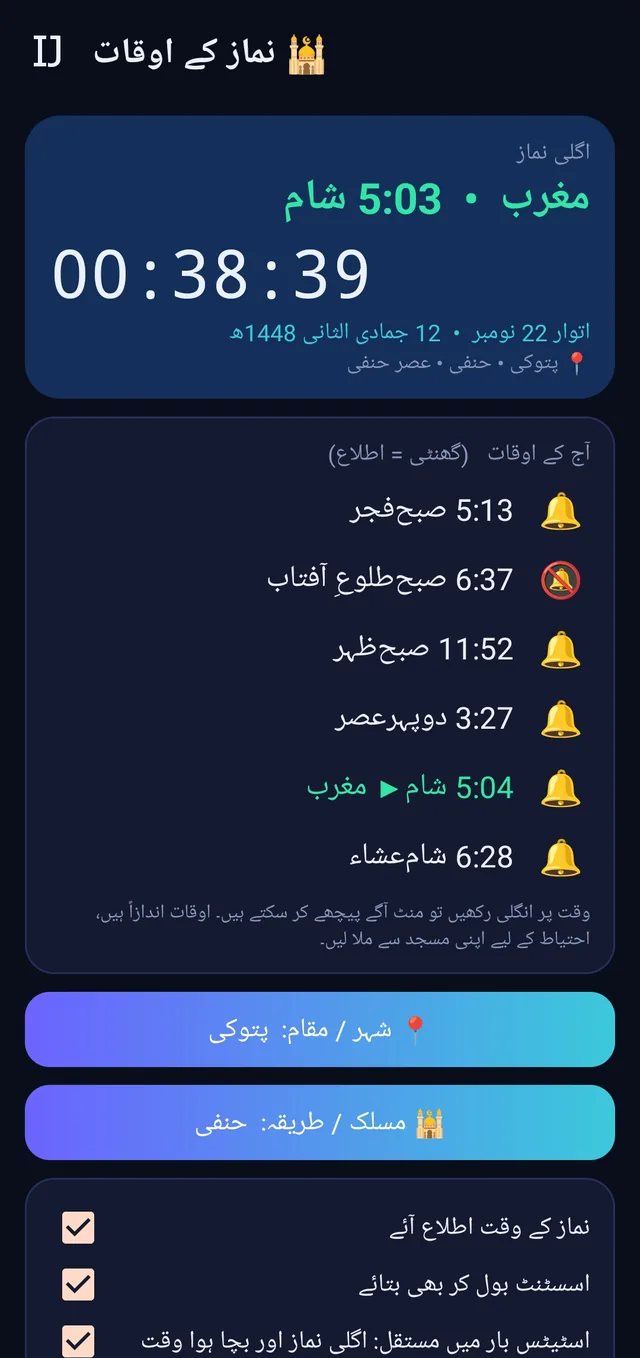 🕌 نماز کے اوقات
اگلی نماز
مغرب • 5:03 شام
00:38:39
اتوار 22 نومبر • 12 جمادی الثانی 1448ھ
📍 پتوکی • حنفی • عصر حنفی
آج کے اوقات (گھنٹی = اطلاع)
🔔 5:13 صبح فجر
🔕 6:37 صبح طلوعِ آفتاب
🔔 11:52 صبح ظہر
🔔 3:27 دوپہر عصر
🔔 5:04 شام ▶ مغرب
🔔 6:28 شام عشاء
وقت پر انگلی رکھیں تو منٹ آگے پیچھے کر سکتے ہیں۔ اوقات اندازاً ہیں،
احتیاط کے لیے اپنی مسجد سے ملا لیں۔
📍 شہر / مقام: پتوکی
🕌 مسلک / طریقہ: حنفی
نماز کے وقت اطلاع آئے
اسسٹنٹ بول کر بھی بتائے
اسٹیٹس بار میں مستقل: اگلی نماز اور بچا ہوا وقت